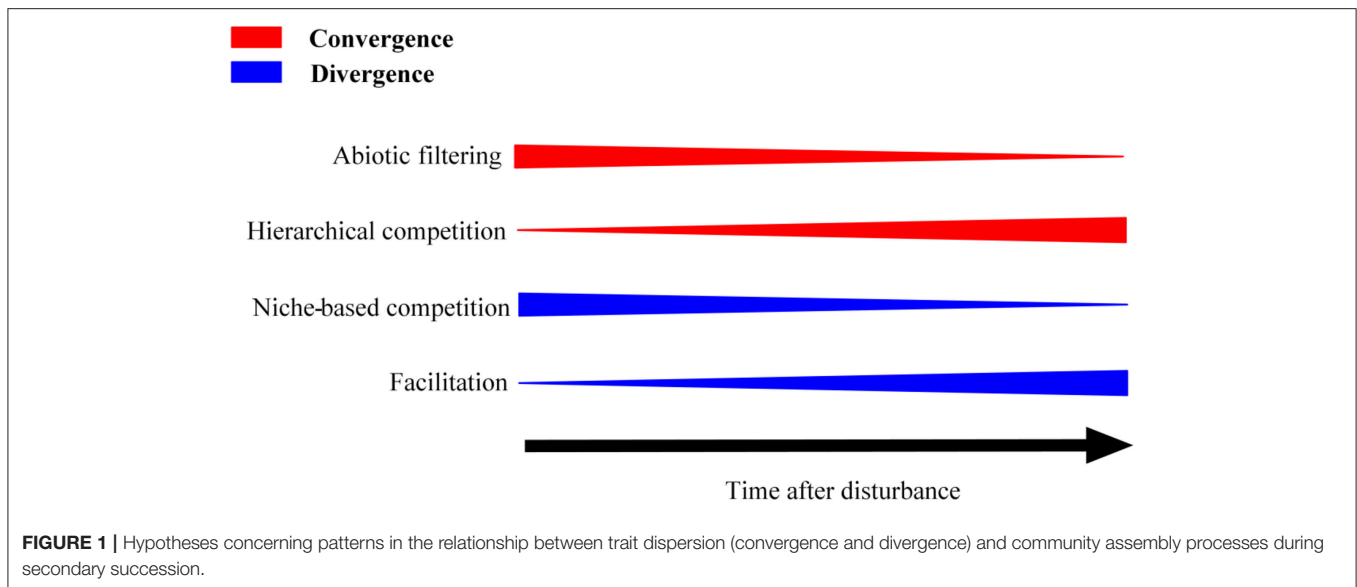 Convergence
Divergence
Abiotic filtering
Hierarchical competition
Niche-based competition
Facilitation
Time after disturbance
FIGURE 1 | Hypotheses concerning patterns in the relationship between trait dispersion (convergence and divergence) and community assembly processes during
secondary succession.